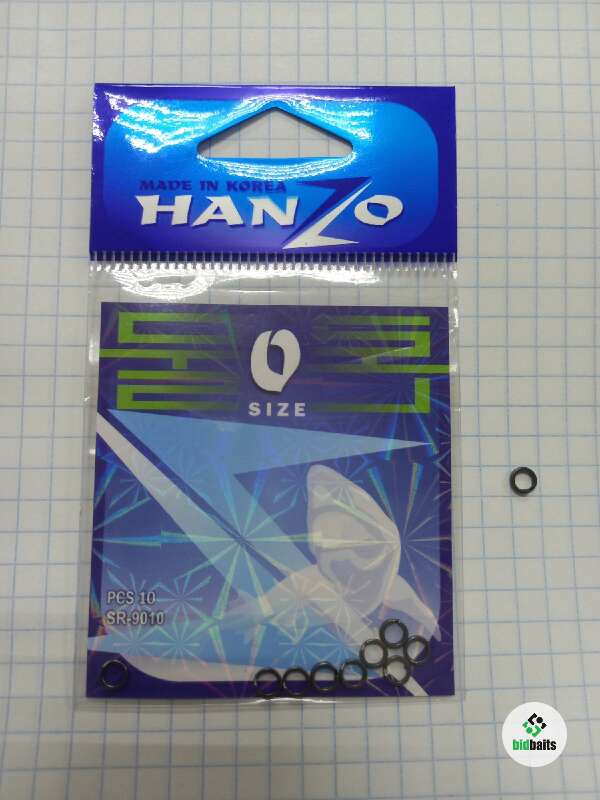 MADE IN KOREA
HANZO
0
SIZE
PCS 10
SR-9010
bidbaits